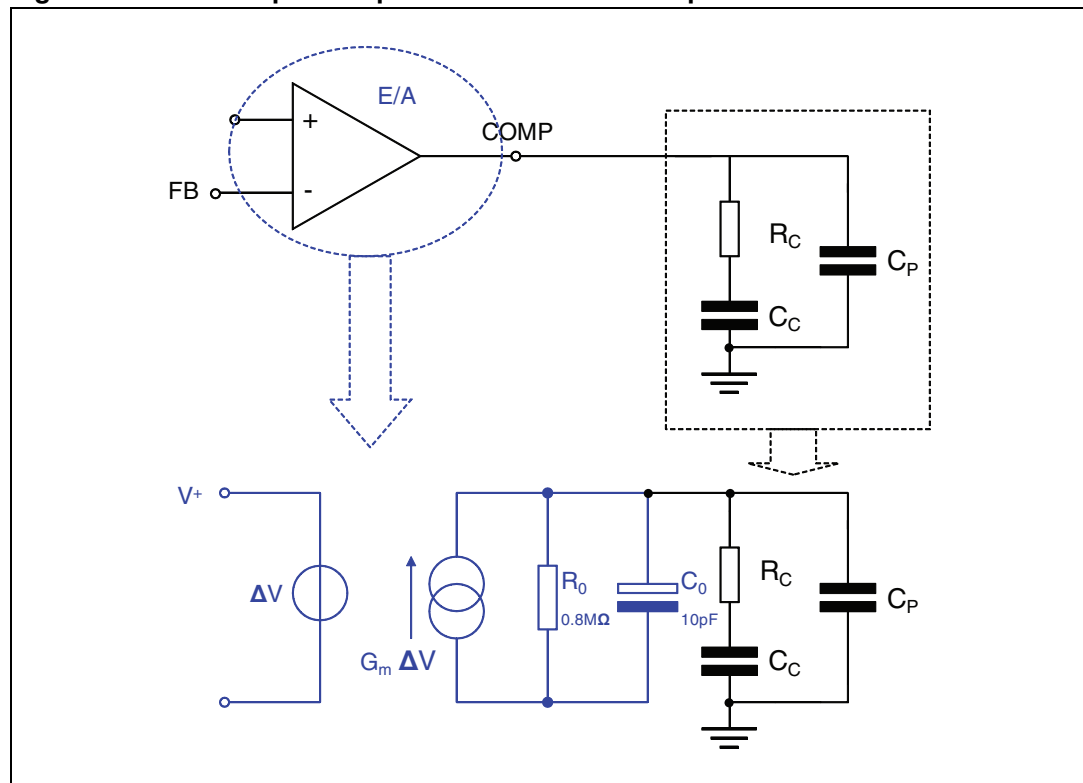 E/A
+
COMP
FB
-
R_C
C_P
C_C
V+
ΔV
G_m ΔV
R_0
0.8MΩ
C_0
10pF
R_C
C_P
C_C